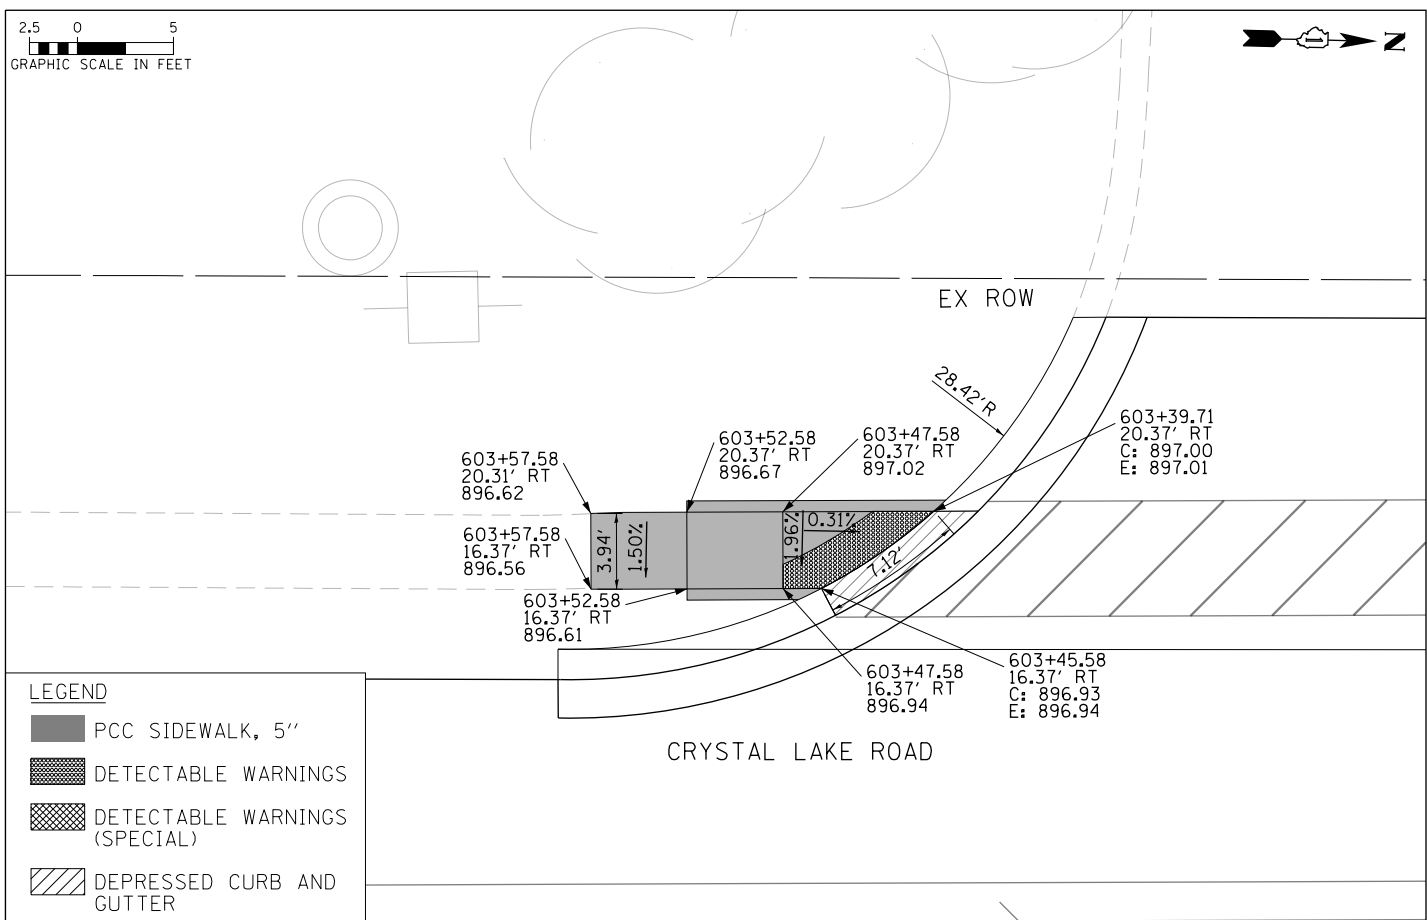 2.5 0 5
GRAPHIC SCALE IN FEET
N
EX ROW
28.42'R
603+39.71
20.37' RT
C: 897.00
E: 897.01
603+47.58
20.37' RT
897.02
603+52.58
20.37' RT
896.67
603+57.58
20.31' RT
896.62
603+57.58
16.37' RT
896.56
3.94'
1.50%
1.96%
0.31%
7.12'
603+52.58
16.37' RT
896.61
603+47.58
16.37' RT
896.94
603+45.58
16.37' RT
C: 896.93
E: 896.94
CRYSTAL LAKE ROAD
LEGEND
PCC SIDEWALK, 5''
DETECTABLE WARNINGS
DETECTABLE WARNINGS
(SPECIAL)
DEPRESSED CURB AND
GUTTER